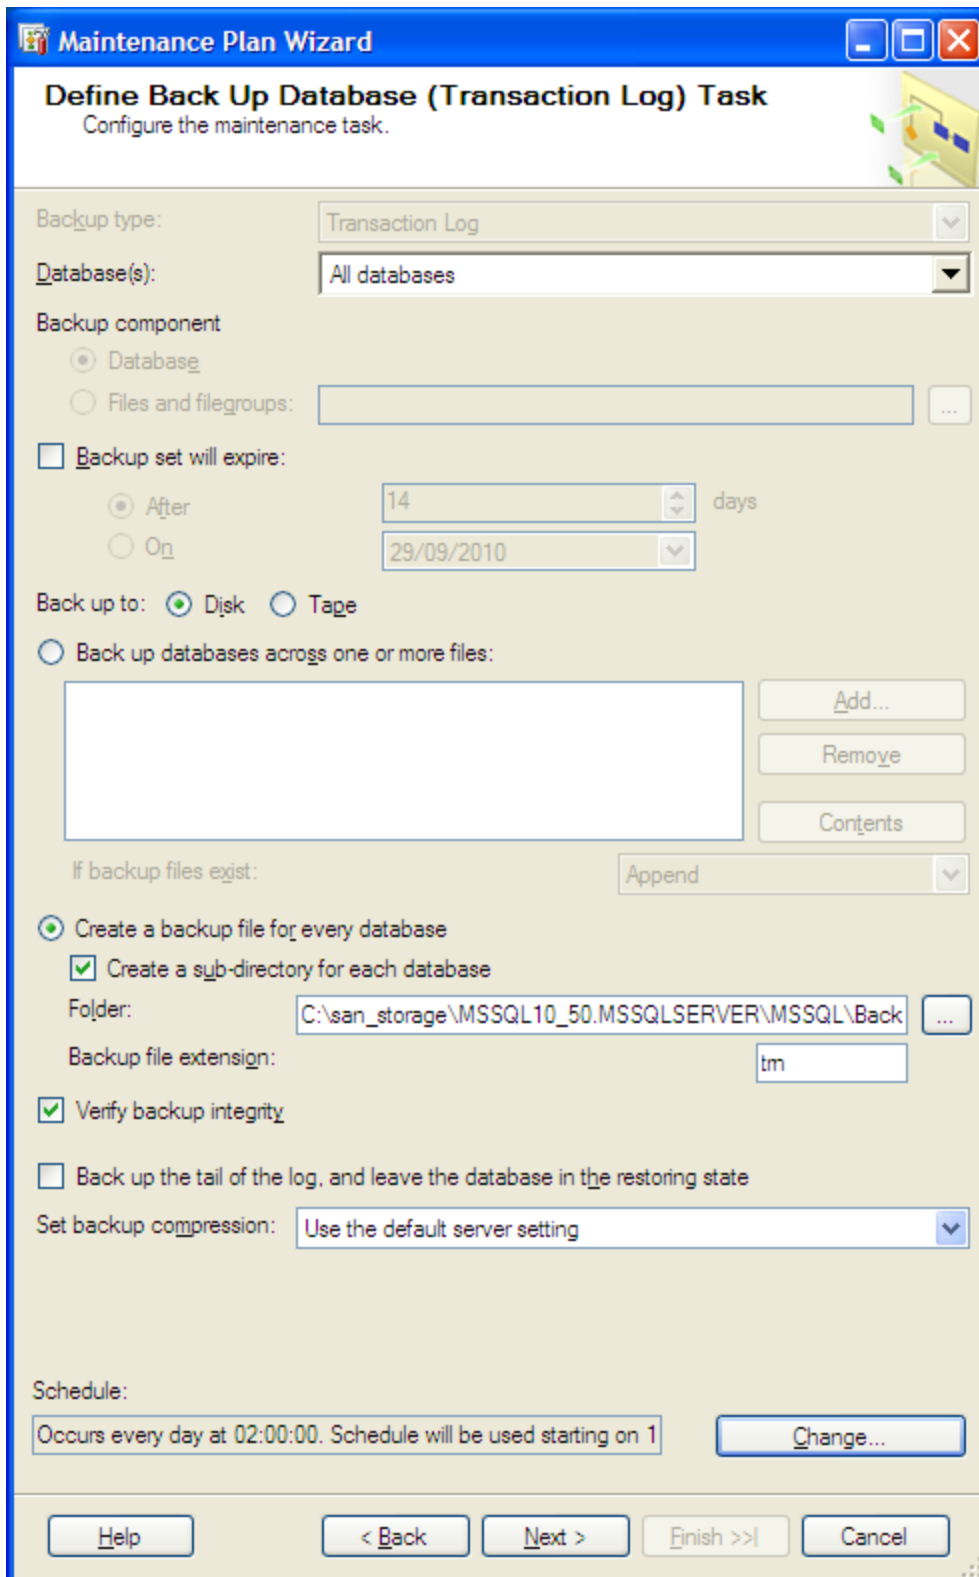 Maintenance Plan Wizard
Define Back Up Database (Transaction Log) Task
Configure the maintenance task.
Backup type: Transaction Log
Database(s): All databases
Backup component
Database
Files and filegroups: ...
Backup set will expire:
After 14 days
On 29/09/2010
Back up to: Disk Tape
Back up databases across one or more files:
Add...
Remove
Contents
If backup files exist: Append
Create a backup file for every database
Create a sub-directory for each database
Folder: C:\san_storage\MSSQL10_50.MSSQLSERVER\MSSQL\Back ...
Backup file extension: trn
Verify backup integrity
Back up the tail of the log, and leave the database in the restoring state
Set backup compression: Use the default server setting
Schedule:
Occurs every day at 02:00:00. Schedule will be used starting on 1 Change...
Help < Back Next > Finish >>| Cancel